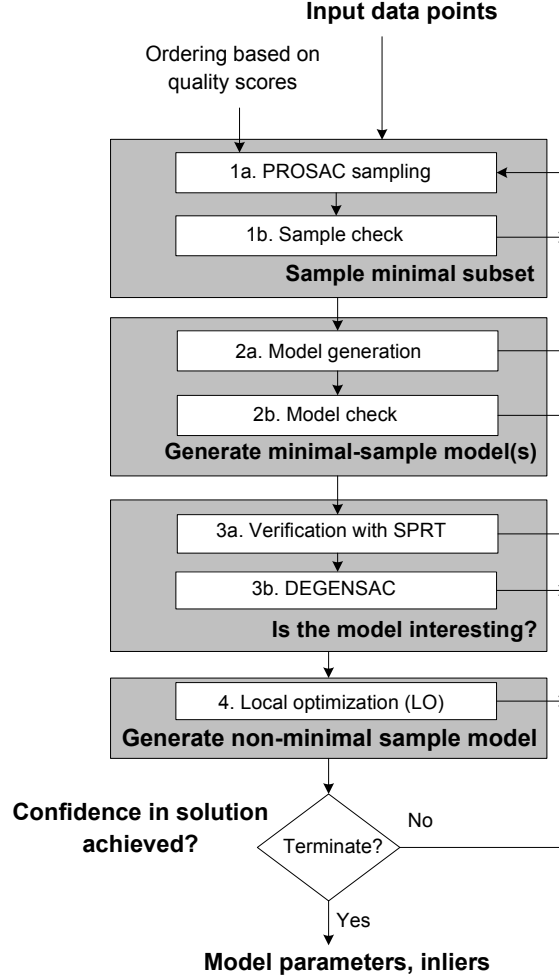 Input data points
Ordering based on
quality scores
1a. PROSAC sampling
1b. Sample check
Sample minimal subset
2a. Model generation
2b. Model check
Generate minimal-sample model(s)
3a. Verification with SPRT
3b. DEGENSAC
Is the model interesting?
4. Local optimization (LO)
Generate non-minimal sample model
Confidence in solution
achieved?
Terminate?
No
Yes
Model parameters, inliers